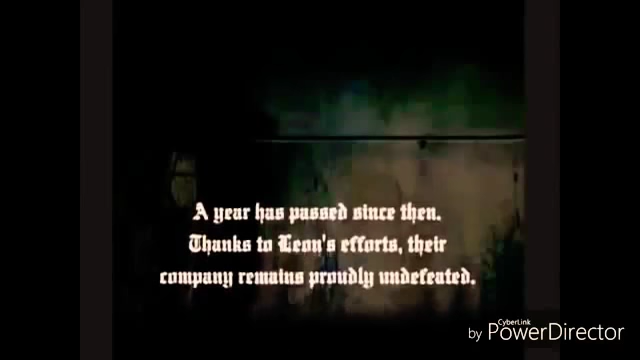 A year has passed since then.
Thanks to Leon's efforts, their
company remains proudly undefeated.
CyberLink
by PowerDirector